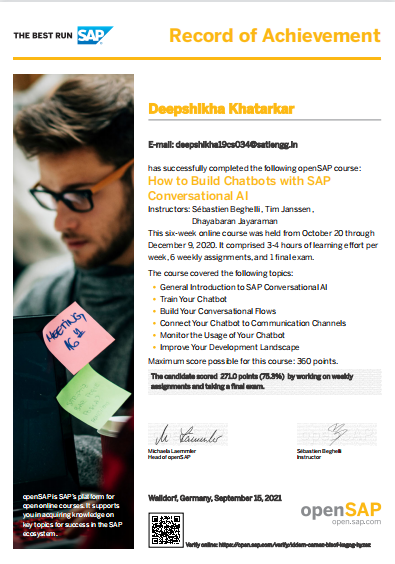 THE BEST RUN SAP
Record of Achievement
Deepshikha Khatarkar
E-mail: deepshikha19cs034@satiengg.in
has successfully completed the following openSAP course:
How to Build Chatbots with SAP
Conversational AI
Instructors: Sébastien Beghelli, Tim Janssen,
Dhayabaran Jayaraman
This six-week online course was held from October 20 through
December 9, 2020. It comprised 3-4 hours of learning effort per
week, 6 weekly assignments, and 1 final exam.
The course covered the following topics:
• General Introduction to SAP Conversational AI
• Train Your Chatbot
• Build Your Conversational Flows
• Connect Your Chatbot to Communication Channels
• Monitor the Usage of Your Chatbot
• Improve Your Development Landscape
Maximum score possible for this course: 360 points.
The candidate scored 271.0 points (75.3%) by working on weekly
assignments and taking a final exam.
MEETING
Michaela Laemmler
Head of openSAP
Sébastien Beghelli
Instructor
openSAP is SAP's platform for
open online courses. It supports
you in acquiring knowledge on
key topics for success in the SAP
ecosystem.
Walldorf, Germany, September 15, 2021
openSAP
open.sap.com
Verify online: https://open.sap.com/verify/